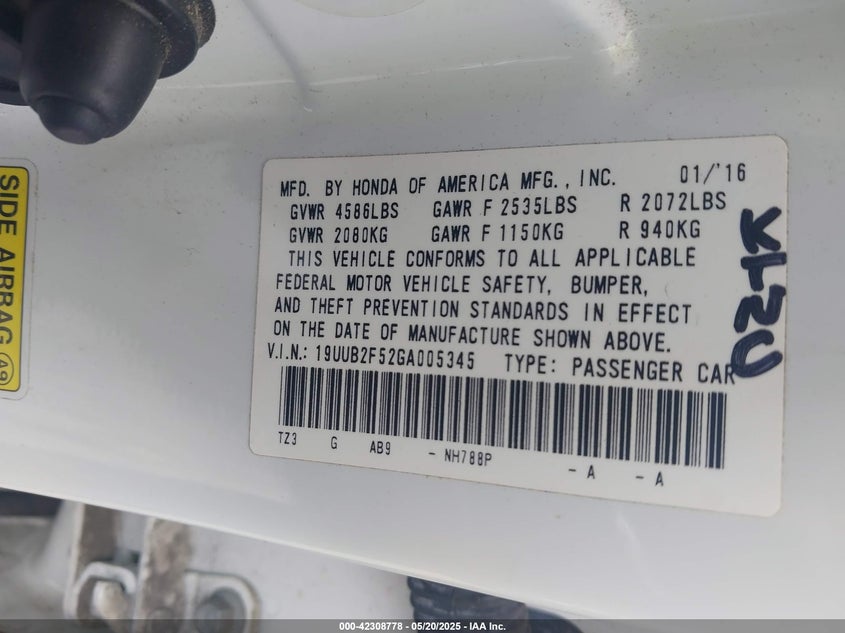 MFD. BY HONDA OF AMERICA MFG., INC. 01/'16
GVWR 4586LBS GAWR F 2535LBS R 2072LBS
GVWR 2080KG GAWR F 1150KG R 940KG
THIS VEHICLE CONFORMS TO ALL APPLICABLE
FEDERAL MOTOR VEHICLE SAFETY, BUMPER,
AND THEFT PREVENTION STANDARDS IN EFFECT
ON THE DATE OF MANUFACTURE SHOWN ABOVE.
V.I.N.: 19UUB2F52GA005345 TYPE: PASSENGER CAR
TZ3 G AB9 - NH788P - A - A
SIDE AIRBAG A9
000-42308778 - 05/20/2025 - IAA Inc.